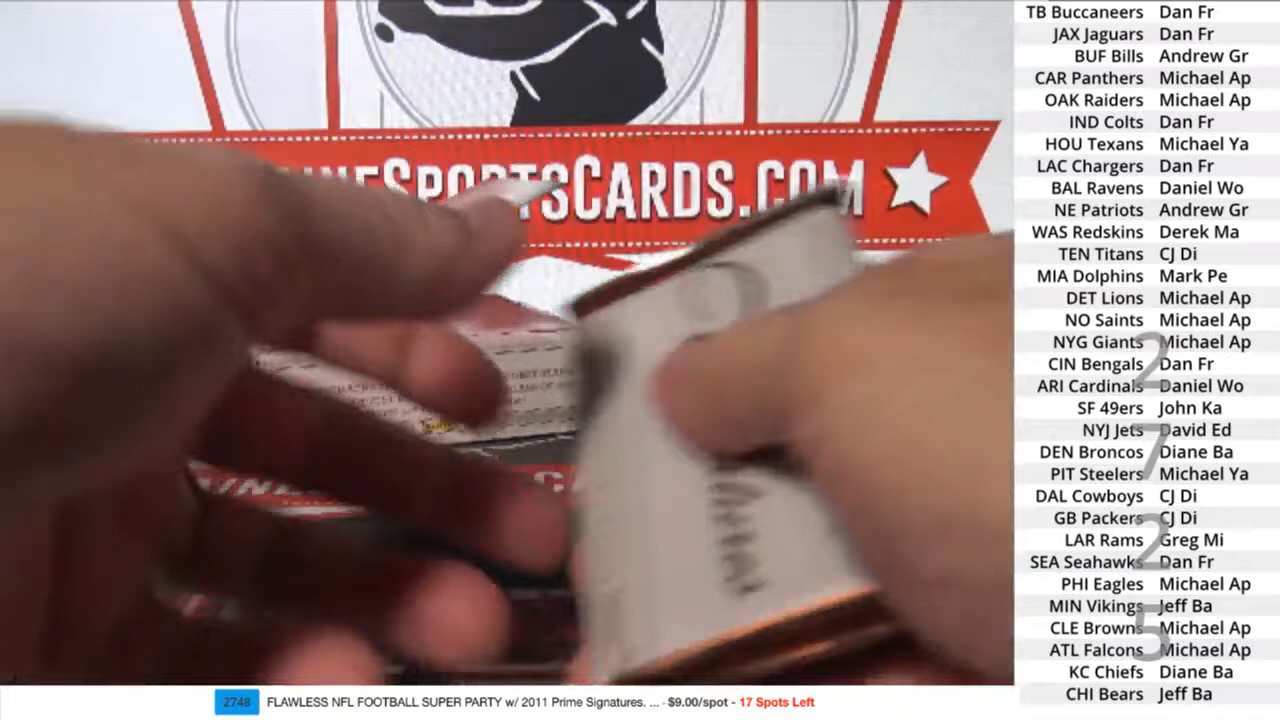 INESPORTSCARDS.COM
TB Buccaneers Dan Fr
JAX Jaguars Dan Fr
BUF Bills Andrew Gr
CAR Panthers Michael Ap
OAK Raiders Michael Ap
IND Colts Dan Fr
HOU Texans Michael Ya
LAC Chargers Dan Fr
BAL Ravens Daniel Wo
NE Patriots Andrew Gr
WAS Redskins Derek Ma
TEN Titans CJ Di
MIA Dolphins Mark Pe
DET Lions Michael Ap
NO Saints Michael Ap
NYG Giants Michael Ap
CIN Bengals Dan Fr
ARI Cardinals Daniel Wo
SF 49ers John Ka
NYJ Jets David Ed
DEN Broncos Diane Ba
PIT Steelers Michael Ya
DAL Cowboys CJ Di
GB Packers CJ Di
LAR Rams Greg Mi
SEA Seahawks Dan Fr
PHI Eagles Michael Ap
MIN Vikings Jeff Ba
CLE Browns Michael Ap
ATL Falcons Michael Ap
KC Chiefs Diane Ba
CHI Bears Jeff Ba
2
7
2
5
2748 FLAWLESS NFL FOOTBALL SUPER PARTY w/ 2011 Prime Signatures. ... - $9.00/spot - 17 Spots Left